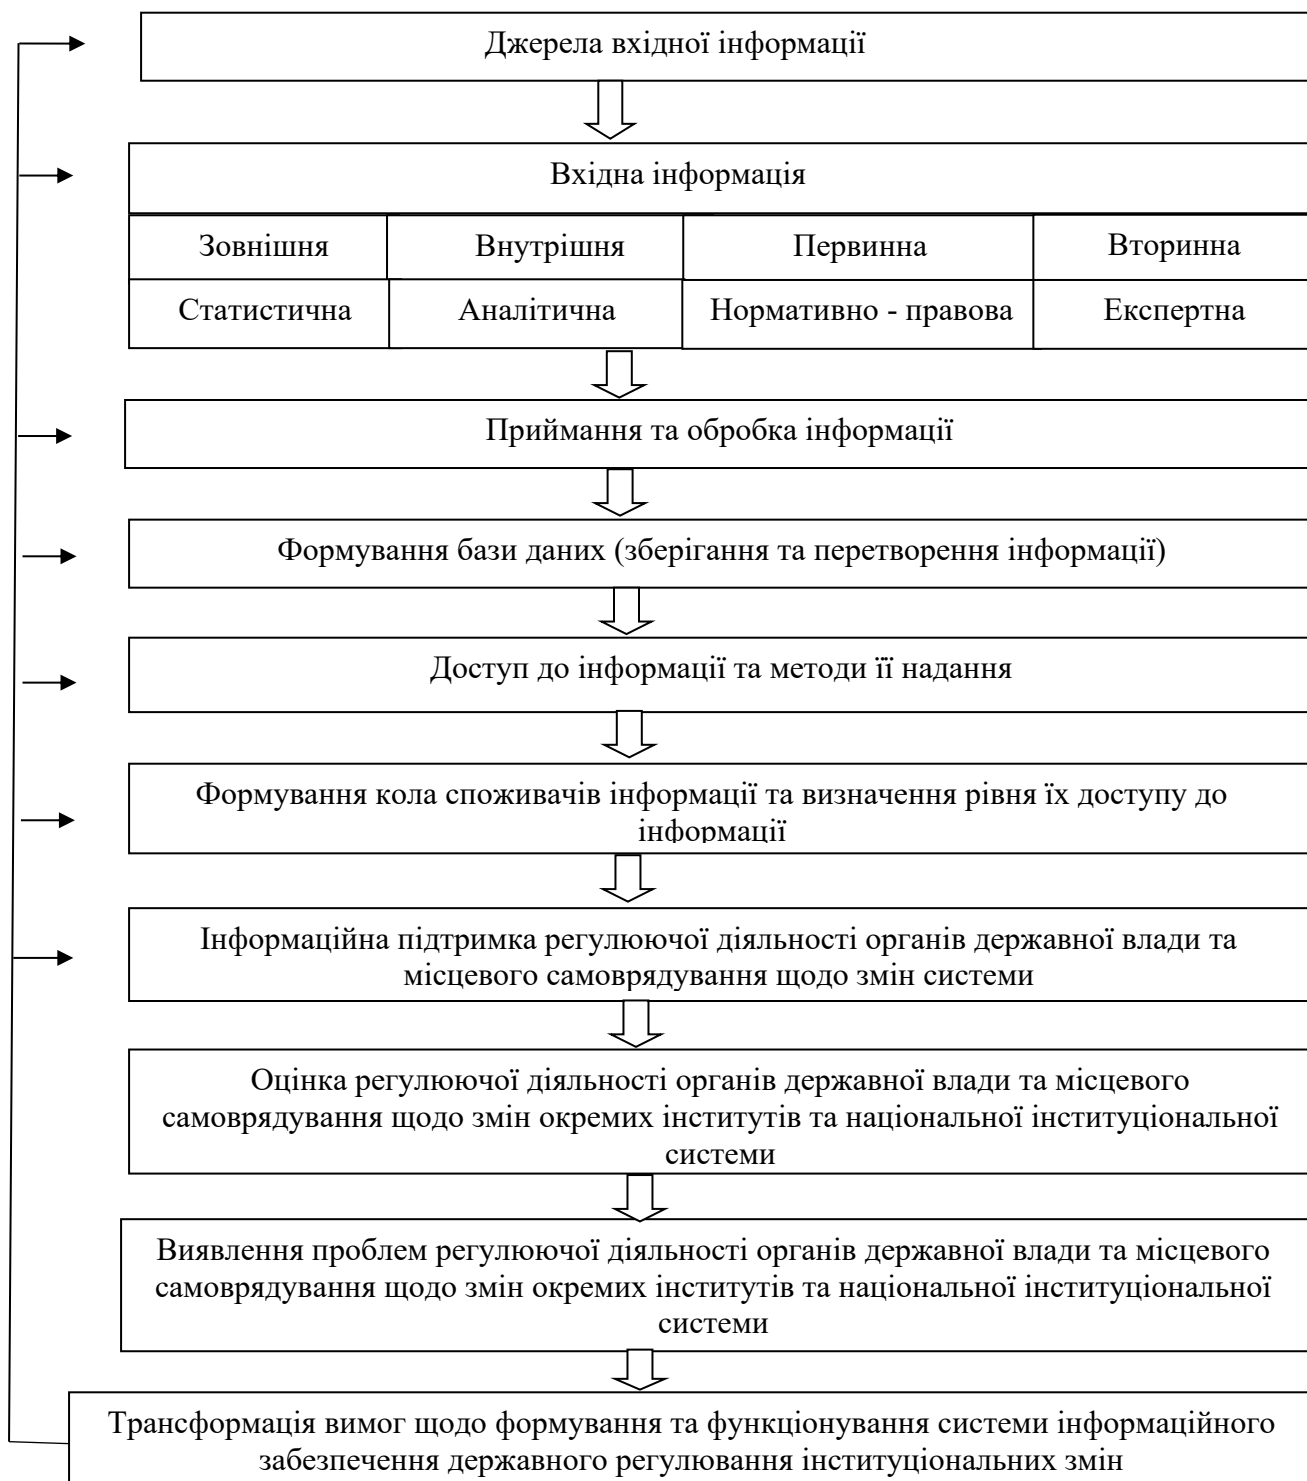 Джерела вхідної інформації
Вхідна інформація
Зовнішня Внутрішня Первинна Вторинна
Статистична Аналітична Нормативно - правова Експертна
Приймання та обробка інформації
Формування бази даних (зберігання та перетворення інформації)
Доступ до інформації та методи її надання
Формування кола споживачів інформації та визначення рівня їх доступу до
інформації
Інформаційна підтримка регулюючої діяльності органів державної влади та
місцевого самоврядування щодо змін системи
Оцінка регулюючої діяльності органів державної влади та місцевого
самоврядування щодо змін окремих інститутів та національної інституціональної
системи
Виявлення проблем регулюючої діяльності органів державної влади та місцевого
самоврядування щодо змін окремих інститутів та національної інституціональної
системи
Трансформація вимог щодо формування та функціонування системи інформаційного
забезпечення державного регулювання інституціональних змін